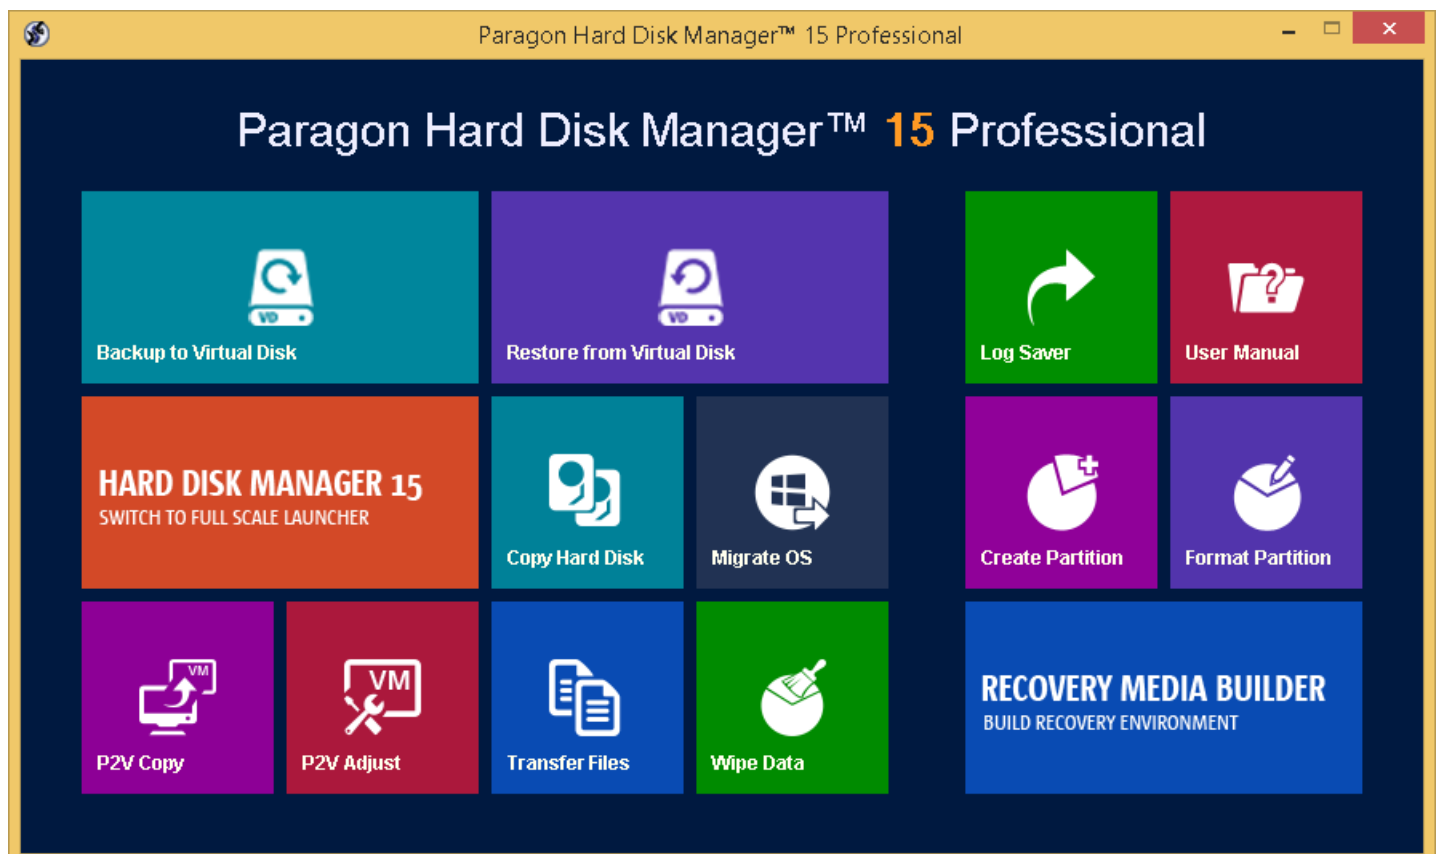 Paragon Hard Disk Manager™ 15 Professional
Paragon Hard Disk Manager™ 15 Professional
VD
Backup to Virtual Disk
VD
Restore from Virtual Disk
Log Saver
?
User Manual
HARD DISK MANAGER 15
SWITCH TO FULL SCALE LAUNCHER
Copy Hard Disk
Migrate OS
Create Partition
Format Partition
VM
P2V Copy
VM
P2V Adjust
Transfer Files
Wipe Data
RECOVERY MEDIA BUILDER
BUILD RECOVERY ENVIRONMENT